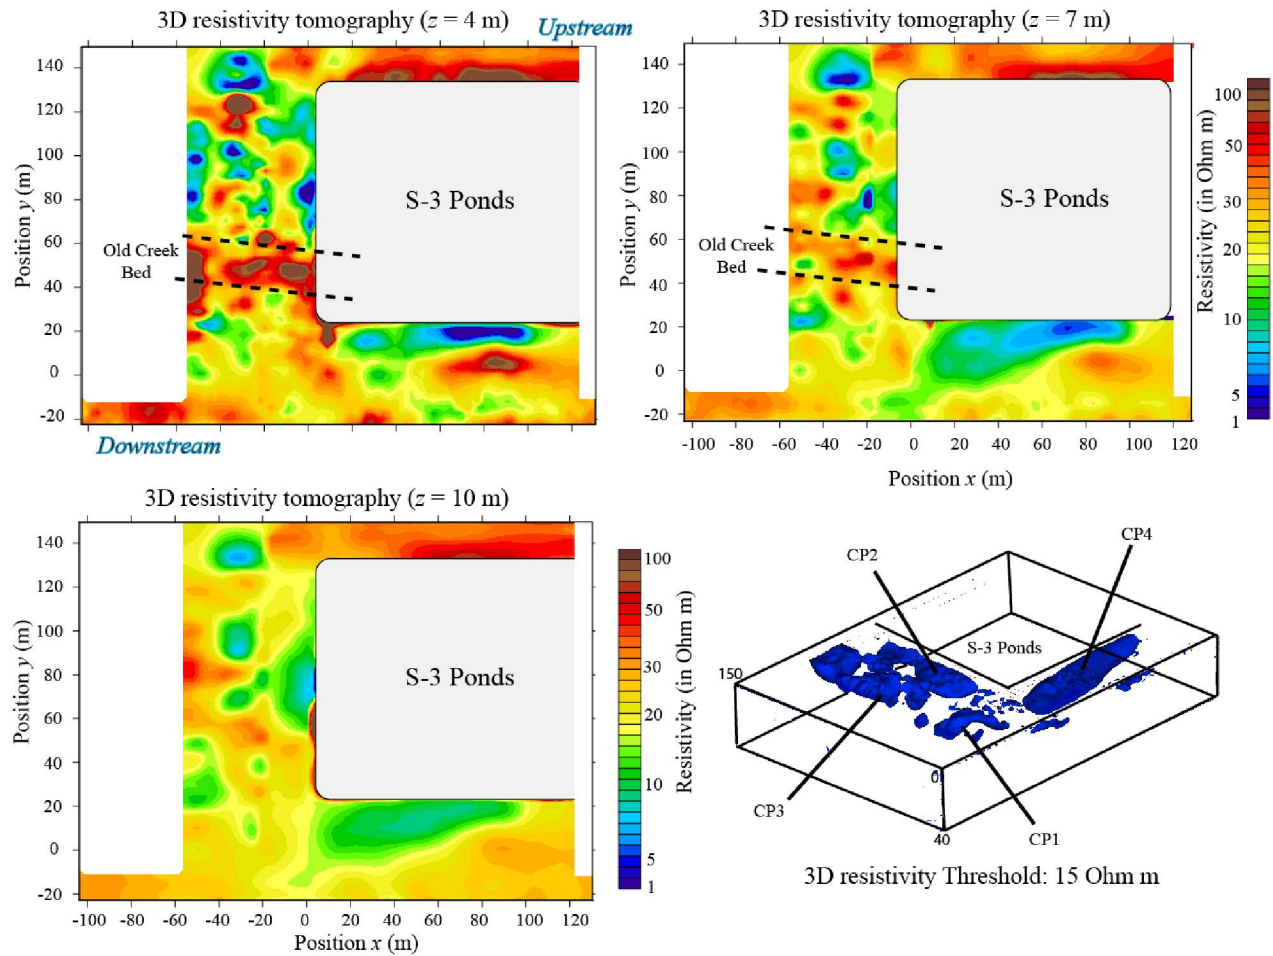 3D resistivity tomography (z = 4 m)
Upstream
Position y (m)
140
120
100
80
60
40
20
0
-20
S-3 Ponds
Old Creek
Bed
Downstream
3D resistivity tomography (z = 7 m)
Position y (m)
140
120
100
80
60
40
20
0
-20
S-3 Ponds
Old Creek
Bed
-100 -80 -60 -40 -20 0 20 40 60 80 100 120
Position x (m)
Resistivity (in Ohm m)
100
50
30
20
10
5
1
3D resistivity tomography (z = 10 m)
Position y (m)
140
120
100
80
60
40
20
0
-20
S-3 Ponds
-100 -80 -60 -40 -20 0 20 40 60 80 100 120
Position x (m)
Resistivity (in Ohm m)
100
50
30
20
10
5
1
CP2
CP4
S-3 Ponds
150
0
CP3
CP1
40
3D resistivity Threshold: 15 Ohm m